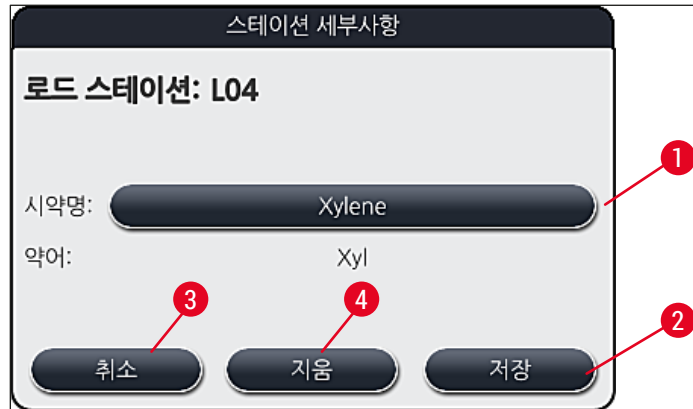 스테이션 세부사항
로드 스테이션: L04
1
시약명: Xylene
약어: Xyl
3 4
2
취소 지움 저장